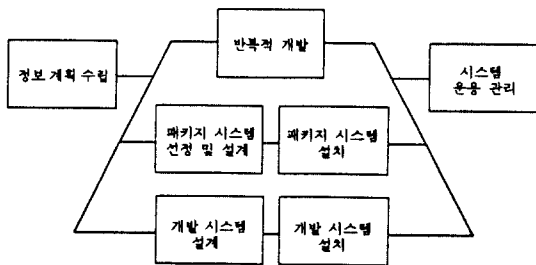 반복적 개발
정보 계획 수립
시스템
운용 관리
패키지 시스템
선정 및 설계
패키지 시스템
설치
개발 시스템
설계
개발 시스템
설치